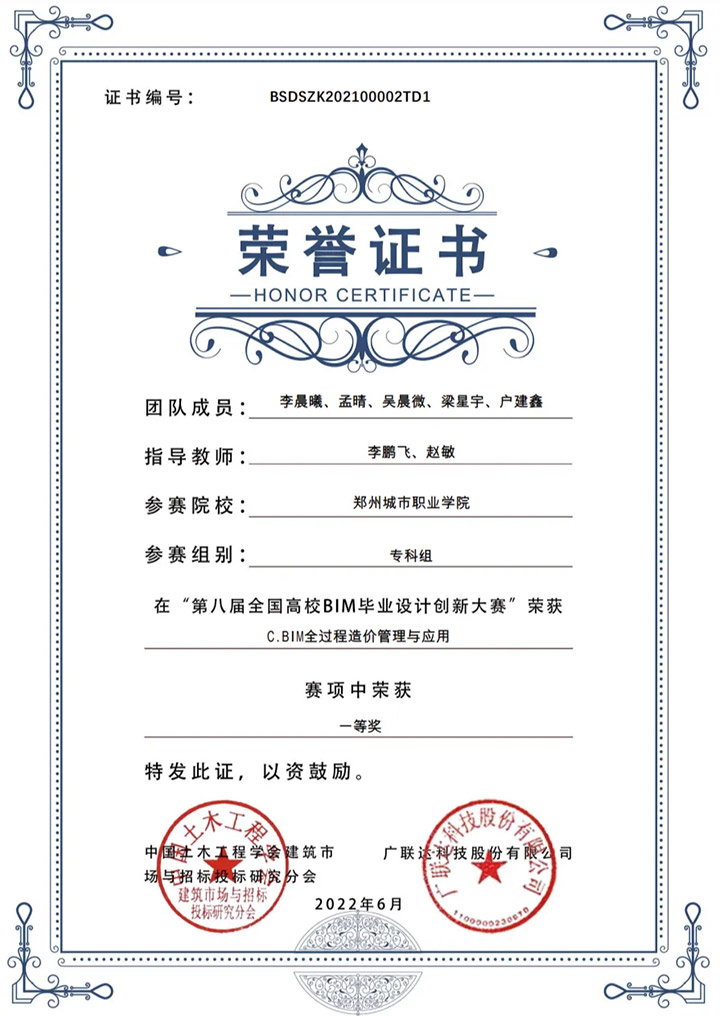 证书编号： BSDSZK202100002TD1
荣誉证书
—HONOR CERTIFICATE—
团队成员：李晨曦、孟晴、吴晨微、梁星宇、户建鑫
指导教师：李鹏飞、赵敏
参赛院校：郑州城市职业学院
参赛组别：专科组
在“第八届全国高校BIM毕业设计创新大赛”荣获
C.BIM全过程造价管理与应用
赛项中荣获
一等奖
特发此证，以资鼓励。
中国土木工程学会建筑市
场与招标投标研究分会
广联达科技股份有限公司
2022年6月
中国土木工程学会
建筑市场与招标
投标研究分会
广联达科技股份有限公司